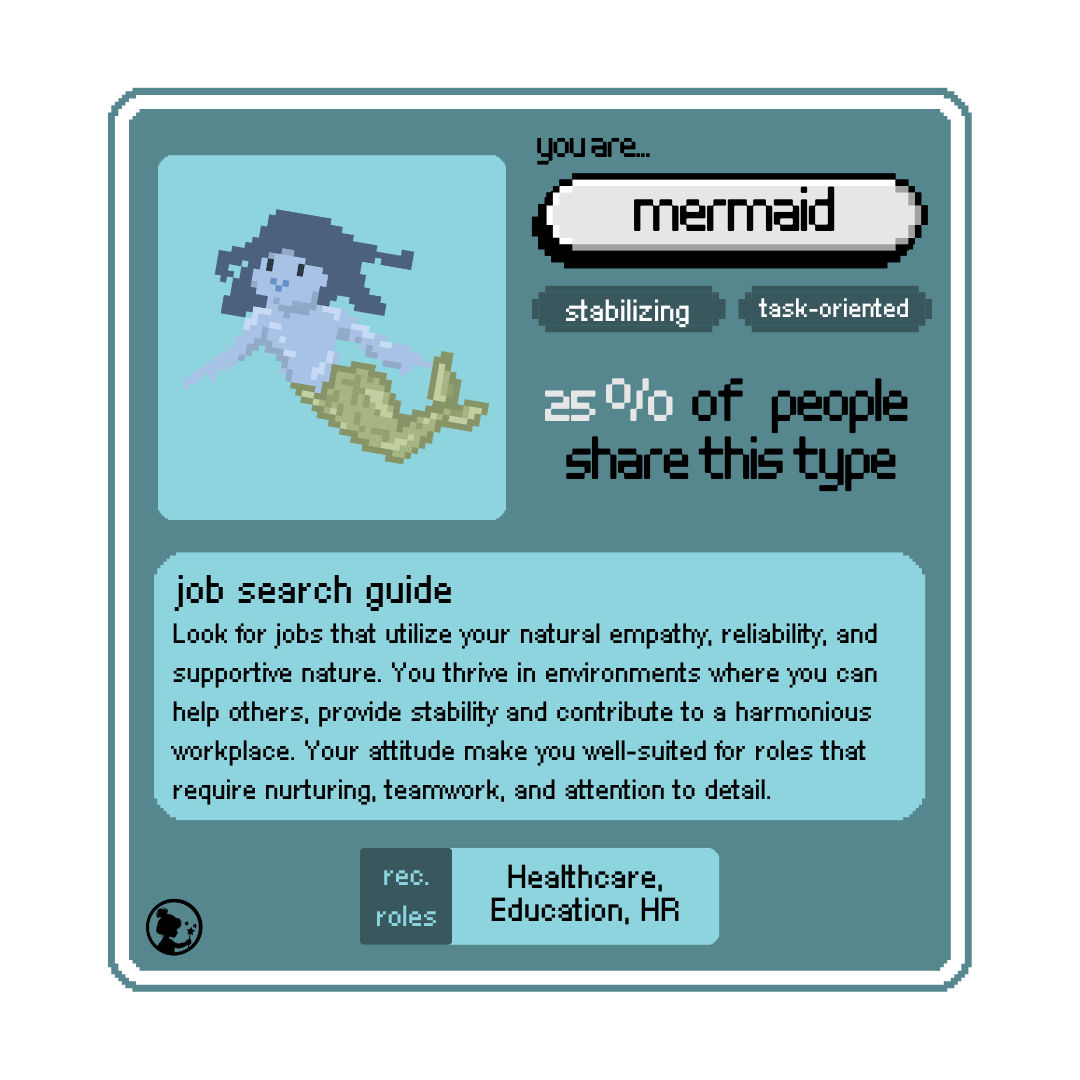 you are...
mermaid
stabilizing
task-oriented
25% of people
share this type
job search guide
Look for jobs that utilize your natural empathy, reliability, and
supportive nature. You thrive in environments where you can
help others, provide stability and contribute to a harmonious
workplace. Your attitude make you well-suited for roles that
require nurturing, teamwork, and attention to detail.
rec.
roles
Healthcare,
Education, HR